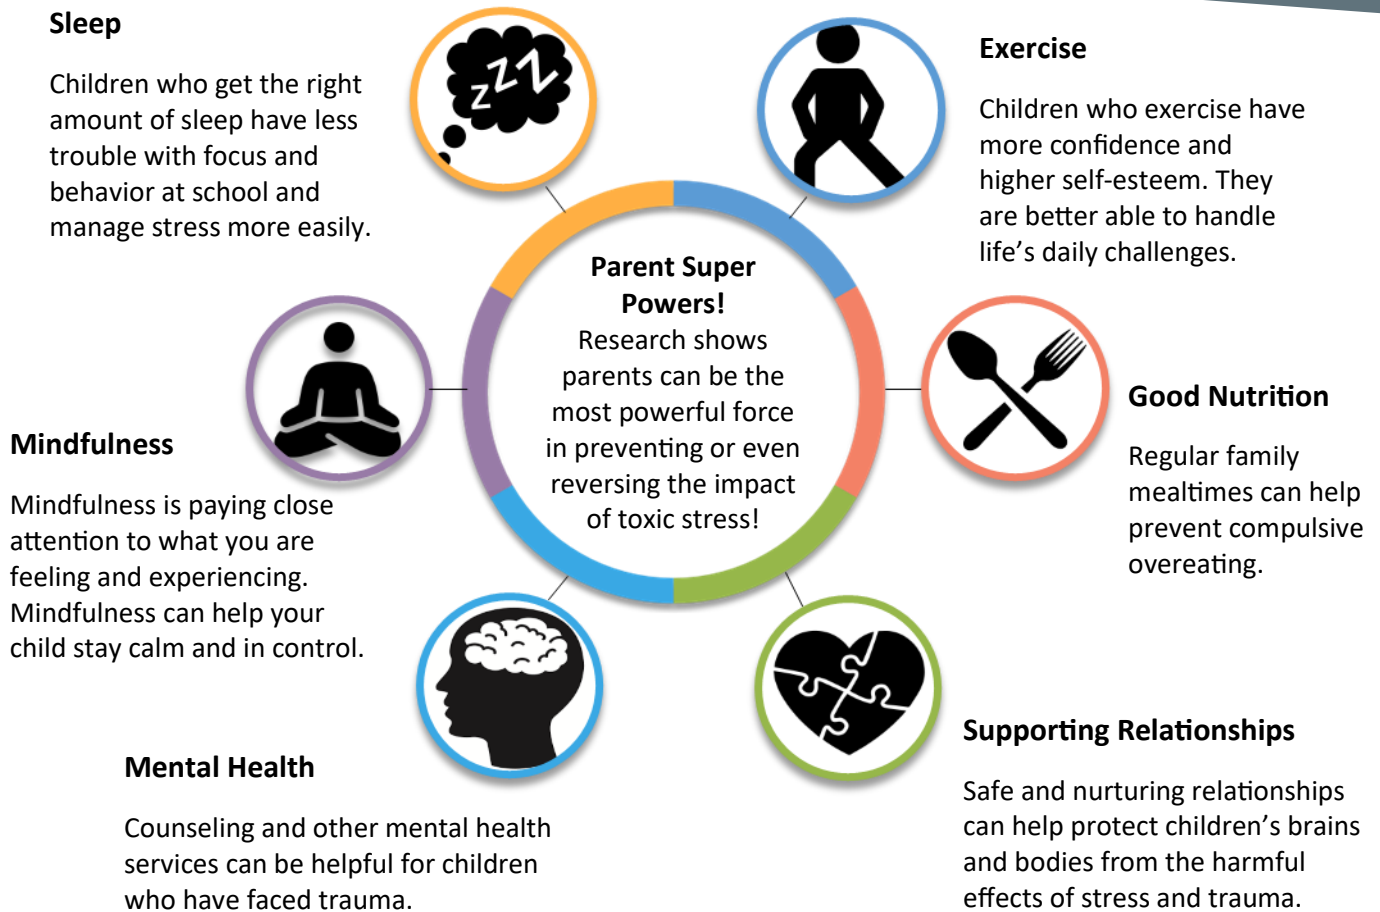 Sleep
Children who get the right
amount of sleep have less
trouble with focus and
behavior at school and
manage stress more easily.
zZZ
Exercise
Children who exercise have
more confidence and
higher self-esteem. They
are better able to handle
life’s daily challenges.
Parent Super
Powers!
Research shows
parents can be the
most powerful force
in preventing or even
reversing the impact
of toxic stress!
Good Nutrition
Regular family
mealtimes can help
prevent compulsive
overeating.
Mindfulness
Mindfulness is paying close
attention to what you are
feeling and experiencing.
Mindfulness can help your
child stay calm and in control.
Supporting Relationships
Safe and nurturing relationships
can help protect children’s brains
and bodies from the harmful
effects of stress and trauma.
Mental Health
Counseling and other mental health
services can be helpful for children
who have faced trauma.